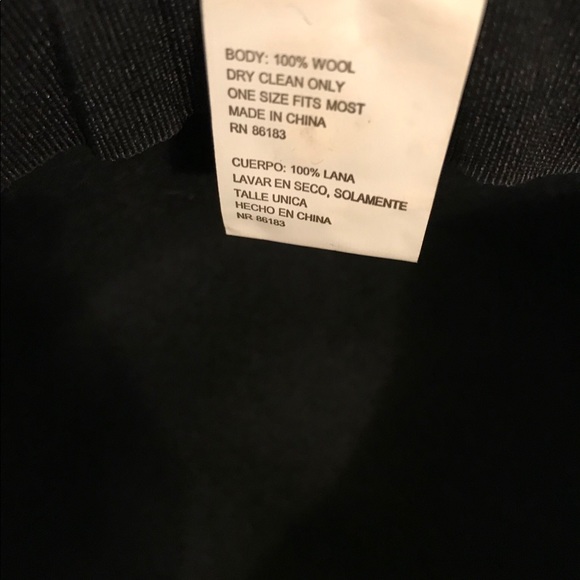 BODY: 100% WOOL
DRY CLEAN ONLY
ONE SIZE FITS MOST
MADE IN CHINA
RN 86183
CUERPO: 100% LANA
LAVAR EN SECO, SOLAMENTE
TALLE UNICA
HECHO EN CHINA
NR 86183